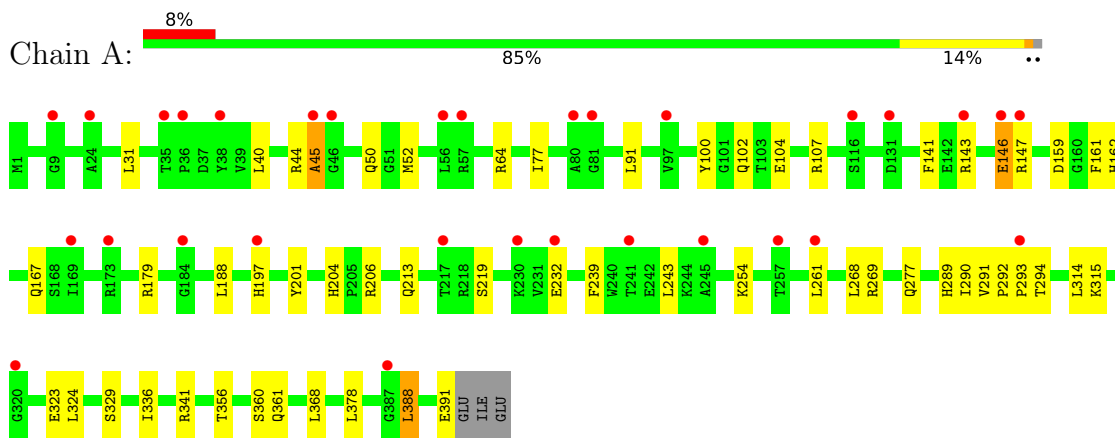 8%
Chain A:
85% 14% ••
M1 G9 A24 L31 T35 P36 D37 Y38 V39 L40 R44 A45 G46 Q50 G51 M52 L56 R57 R64 I77 A80 G81 L91 V97 Y100 G101 Q102 T103 E104 R107 S116 D131 F141 E142 R143 E146 R147 D159 G160 F161 H162
Q167 S168 I169 R173 R179 G184 L188 H197 Y201 H204 P205 R206 Q213 T217 R218 S219 K230 V231 E232 F239 W240 T241 E242 L243 K244 A245 K254 T257 L261 L268 R269 Q277 H289 I290 V291 P292 P293 T294 L314 K315
G320 E323 L324 S329 I336 R341 T356 S360 Q361 L368 L378 G387 L388 E391 GLU ILE GLU